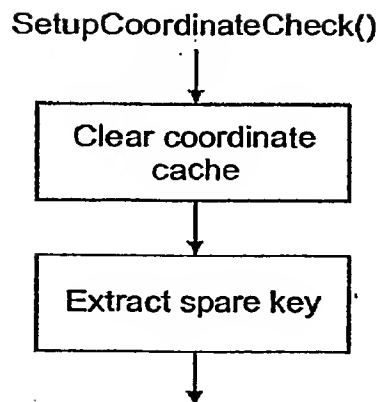 SetupCoordinateCheck()
Clear coordinate
cache
Extract spare key